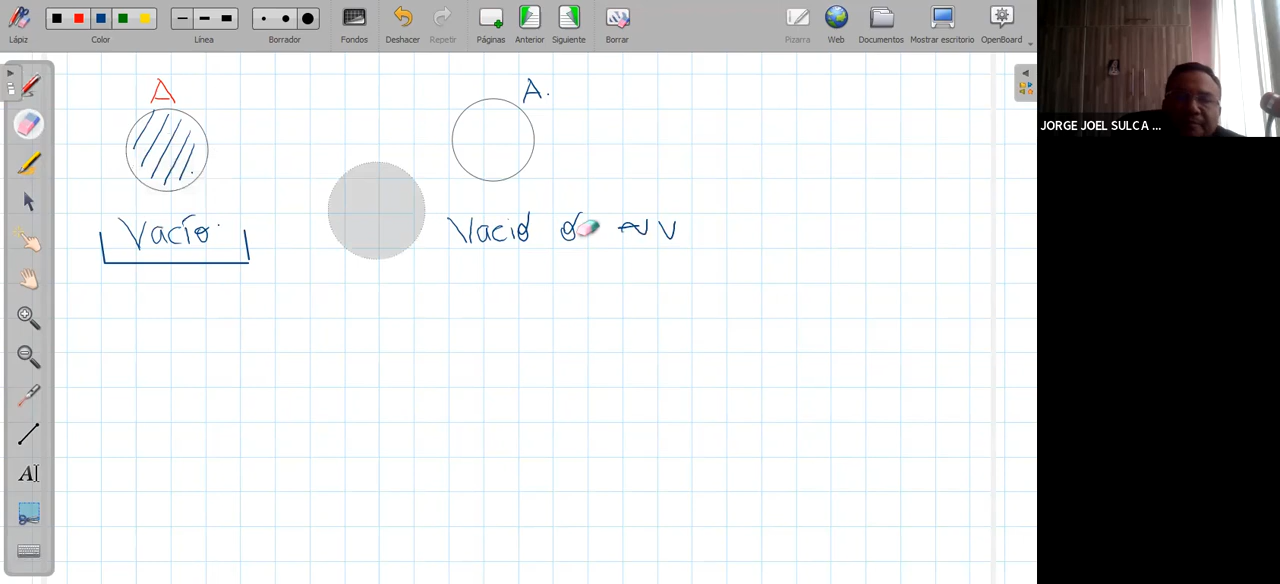 Lápiz Color Línea Borrador Fondos Deshacer Repetir Páginas Anterior Siguiente Borrar Pizarra Web Documentos Mostrar escritorio OpenBoard
JORGE JOEL SULCA ...
A A.
Vacío. Vació ó ~V